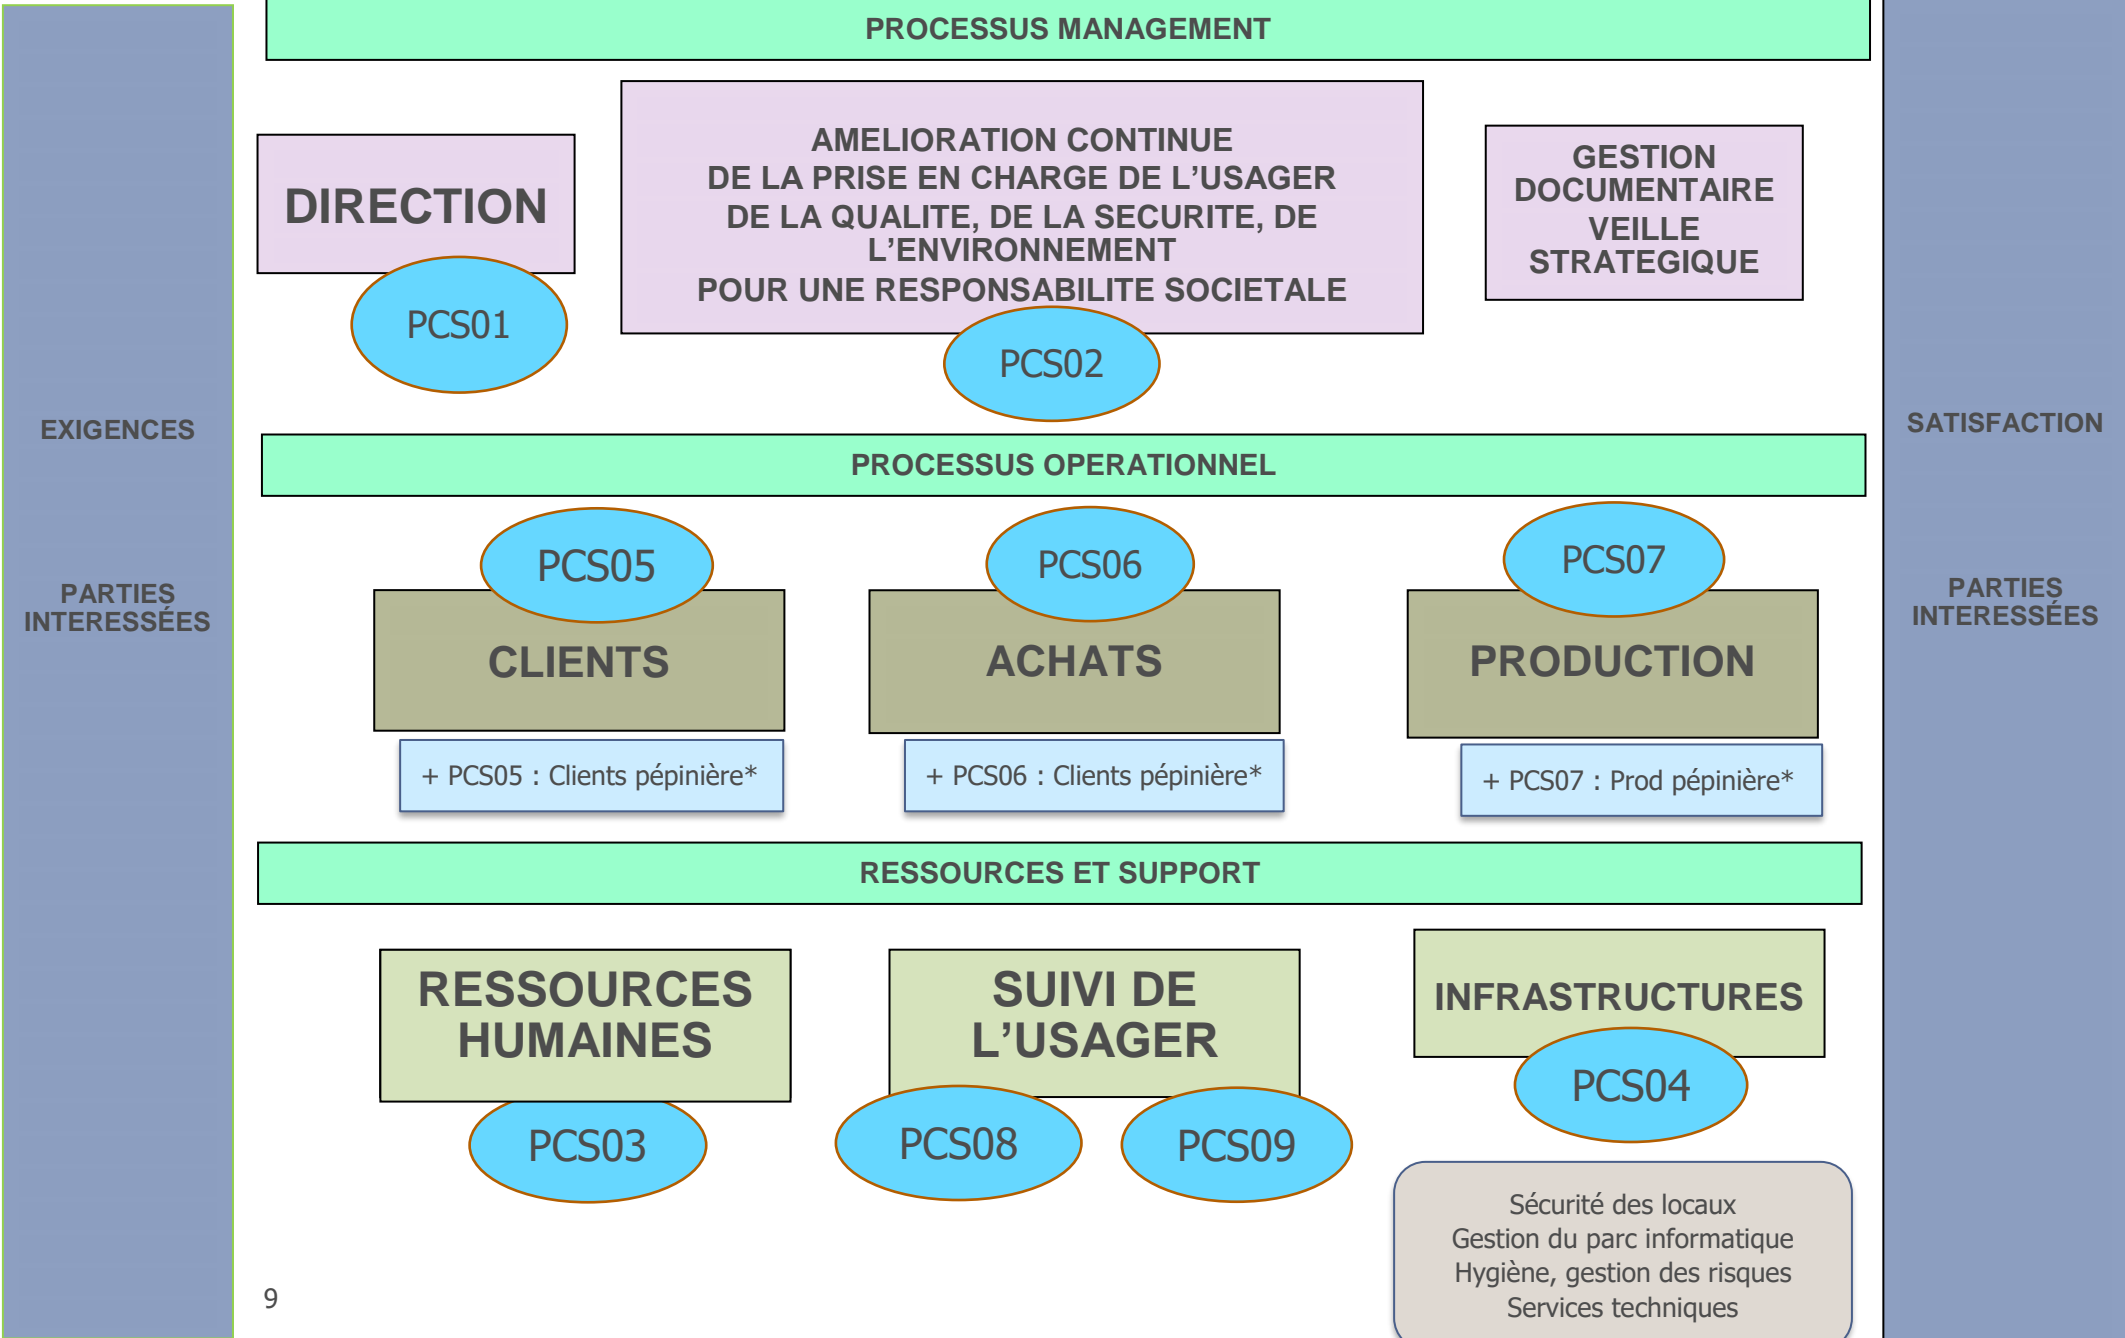 PROCESSUS MANAGEMENT
DIRECTION
PCS01
AMELIORATION CONTINUE
DE LA PRISE EN CHARGE DE L’USAGER
DE LA QUALITE, DE LA SECURITE, DE
L’ENVIRONNEMENT
POUR UNE RESPONSABILITE SOCIETALE
PCS02
GESTION
DOCUMENTAIRE
VEILLE
STRATEGIQUE
EXIGENCES
PARTIES
INTERESSÉES
SATISFACTION
PARTIES
INTERESSÉES
PROCESSUS OPERATIONNEL
PCS05
CLIENTS
+ PCS05 : Clients pépinière*
PCS06
ACHATS
+ PCS06 : Clients pépinière*
PCS07
PRODUCTION
+ PCS07 : Prod pépinière*
RESSOURCES ET SUPPORT
RESSOURCES
HUMAINES
PCS03
SUIVI DE
L’USAGER
PCS08
PCS09
INFRASTRUCTURES
PCS04
Sécurité des locaux
Gestion du parc informatique
Hygiène, gestion des risques
Services techniques
9